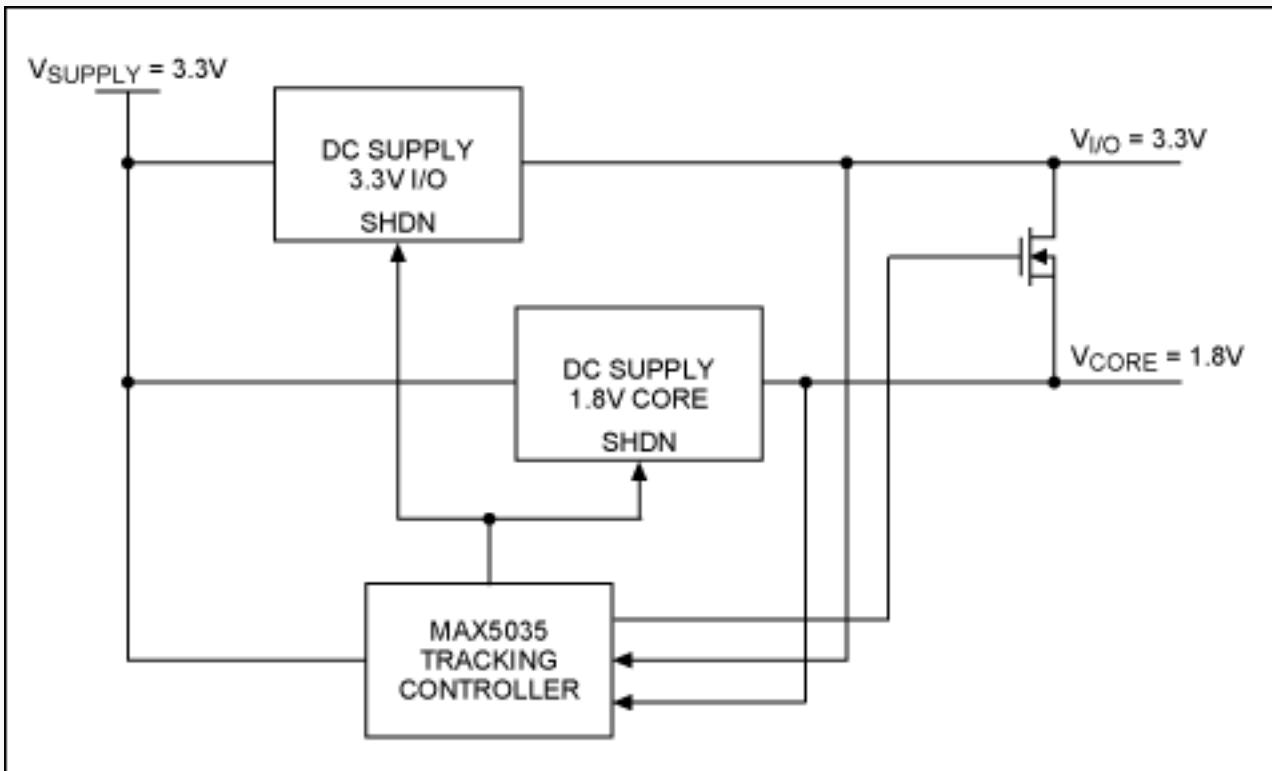 VSUPPLY = 3.3V
DC SUPPLY
3.3V I/O
SHDN
VI/O = 3.3V
DC SUPPLY
1.8V CORE
SHDN
VCORE = 1.8V
MAX5035
TRACKING
CONTROLLER